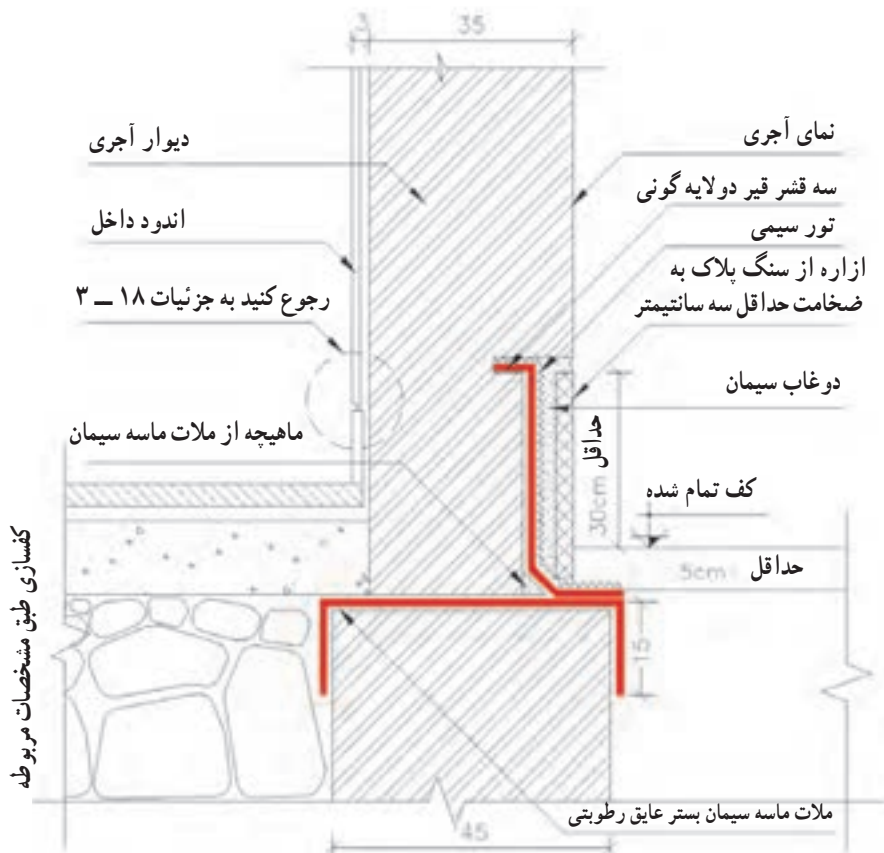 3
35
دیوار آجری
اندود داخل
رجوع کنید به جزئیات ۱۸ ــ ۳
ماهیچه از ملات ماسه سیمان
کفسازی طبق مشخصات مربوطه
نمای آجری
سه قشر قیر دولایه گونی
تور سیمی
ازاره از سنگ پلاک به
ضخامت حداقل سه سانتیمتر
دوغاب سیمان
حداقل
30cm
کف تمام شده
5cm
حداقل
15
ملات ماسه سیمان بستر عایق رطوبتی
45